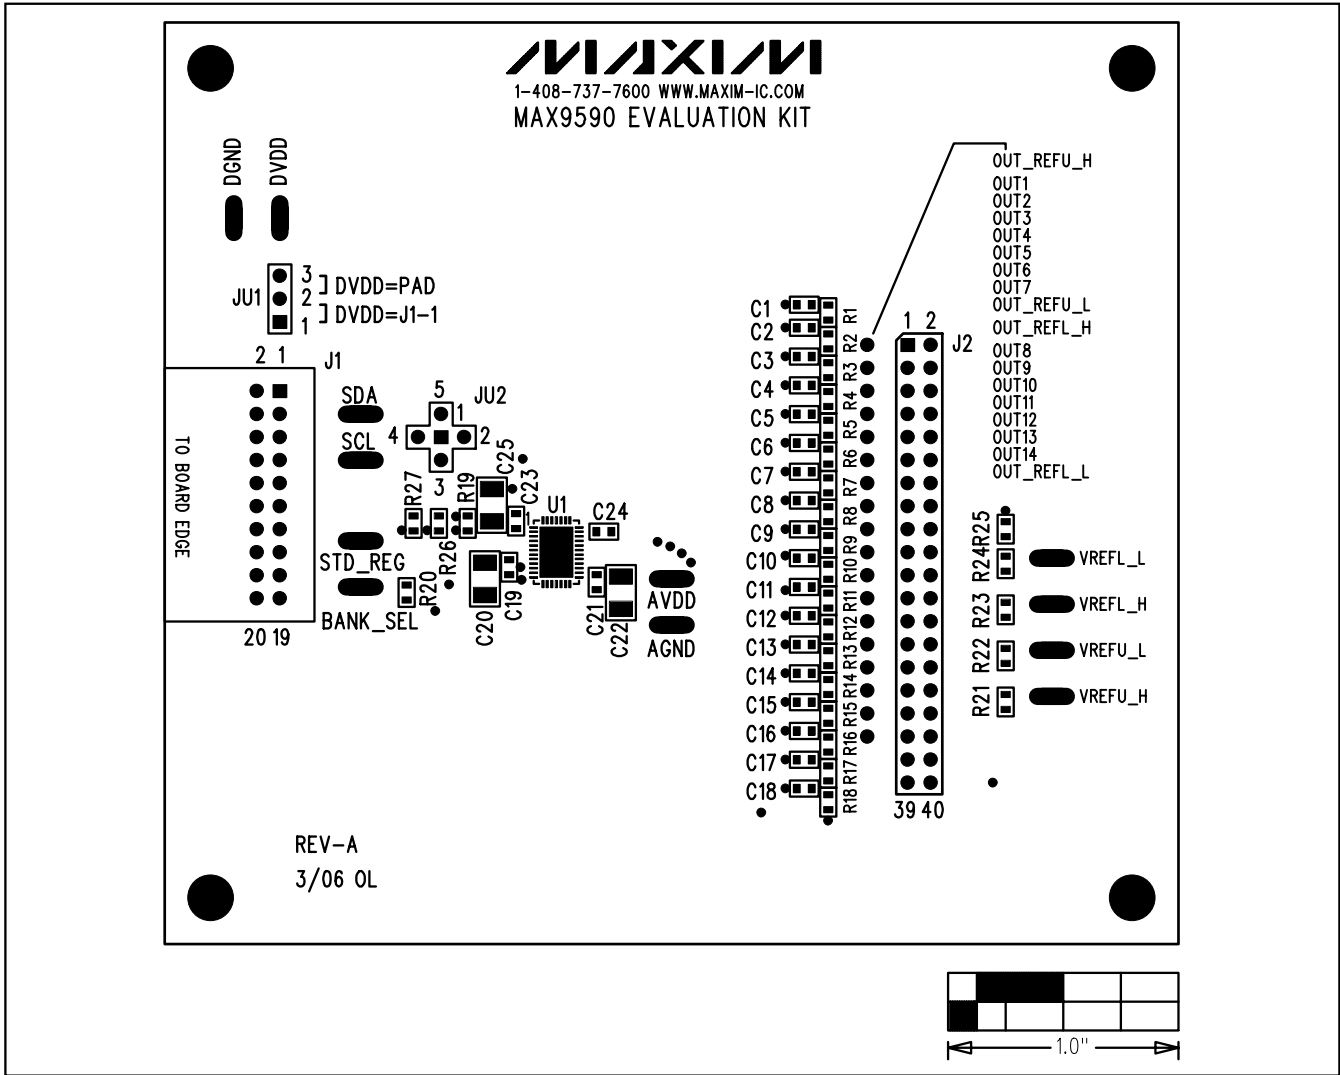 MAXIM
1-408-737-7600 WWW.MAXIM-IC.COM
MAX9590 EVALUATION KIT
DGND
DVDD
OUT_REFU_H
OUT1
OUT2
OUT3
OUT4
OUT5
OUT6
OUT7
OUT_REFU_L
OUT_REFL_H
OUT8
OUT9
OUT10
OUT11
OUT12
OUT13
OUT14
OUT_REFL_L
JU1
3
2
1
DVDD=PAD
DVDD=J1-1
2 1
J1
TO BOARD EDGE
20 19
SDA
SCL
STD_REG
BANK_SEL
5
JU2
1
4
2
3
R27
R26
R19
R20
C25
C23
1
U1
C24
C20
C19
C21
C22
AVDD
AGND
C1
C2
C3
C4
C5
C6
C7
C8
C9
C10
C11
C12
C13
C14
C15
C16
C17
C18
R1
R2
R3
R4
R5
R6
R7
R8
R9
R10
R11
R12
R13
R14
R15
R16
R17
R18
1 2
J2
39 40
R25
R24
R23
R22
R21
VREFL_L
VREFL_H
VREFU_L
VREFU_H
REV-A
3/06 OL
1.0"